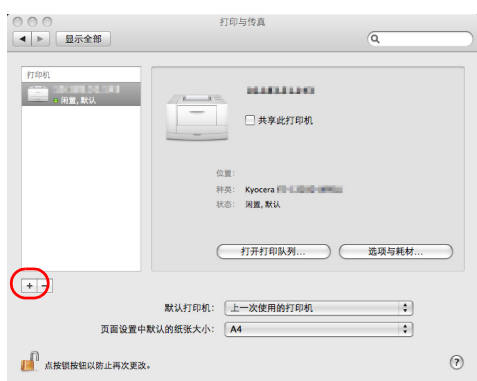 打印与传真
显示全部
打印机
闲置, 默认
共享此打印机
位置:
种类: Kyocera
状态: 闲置, 默认
打开打印队列... 选项与耗材...
+ −
默认打印机: 上一次使用的打印机
页面设置中默认的纸张大小: A4
点按锁按钮以防止再次更改。 ?